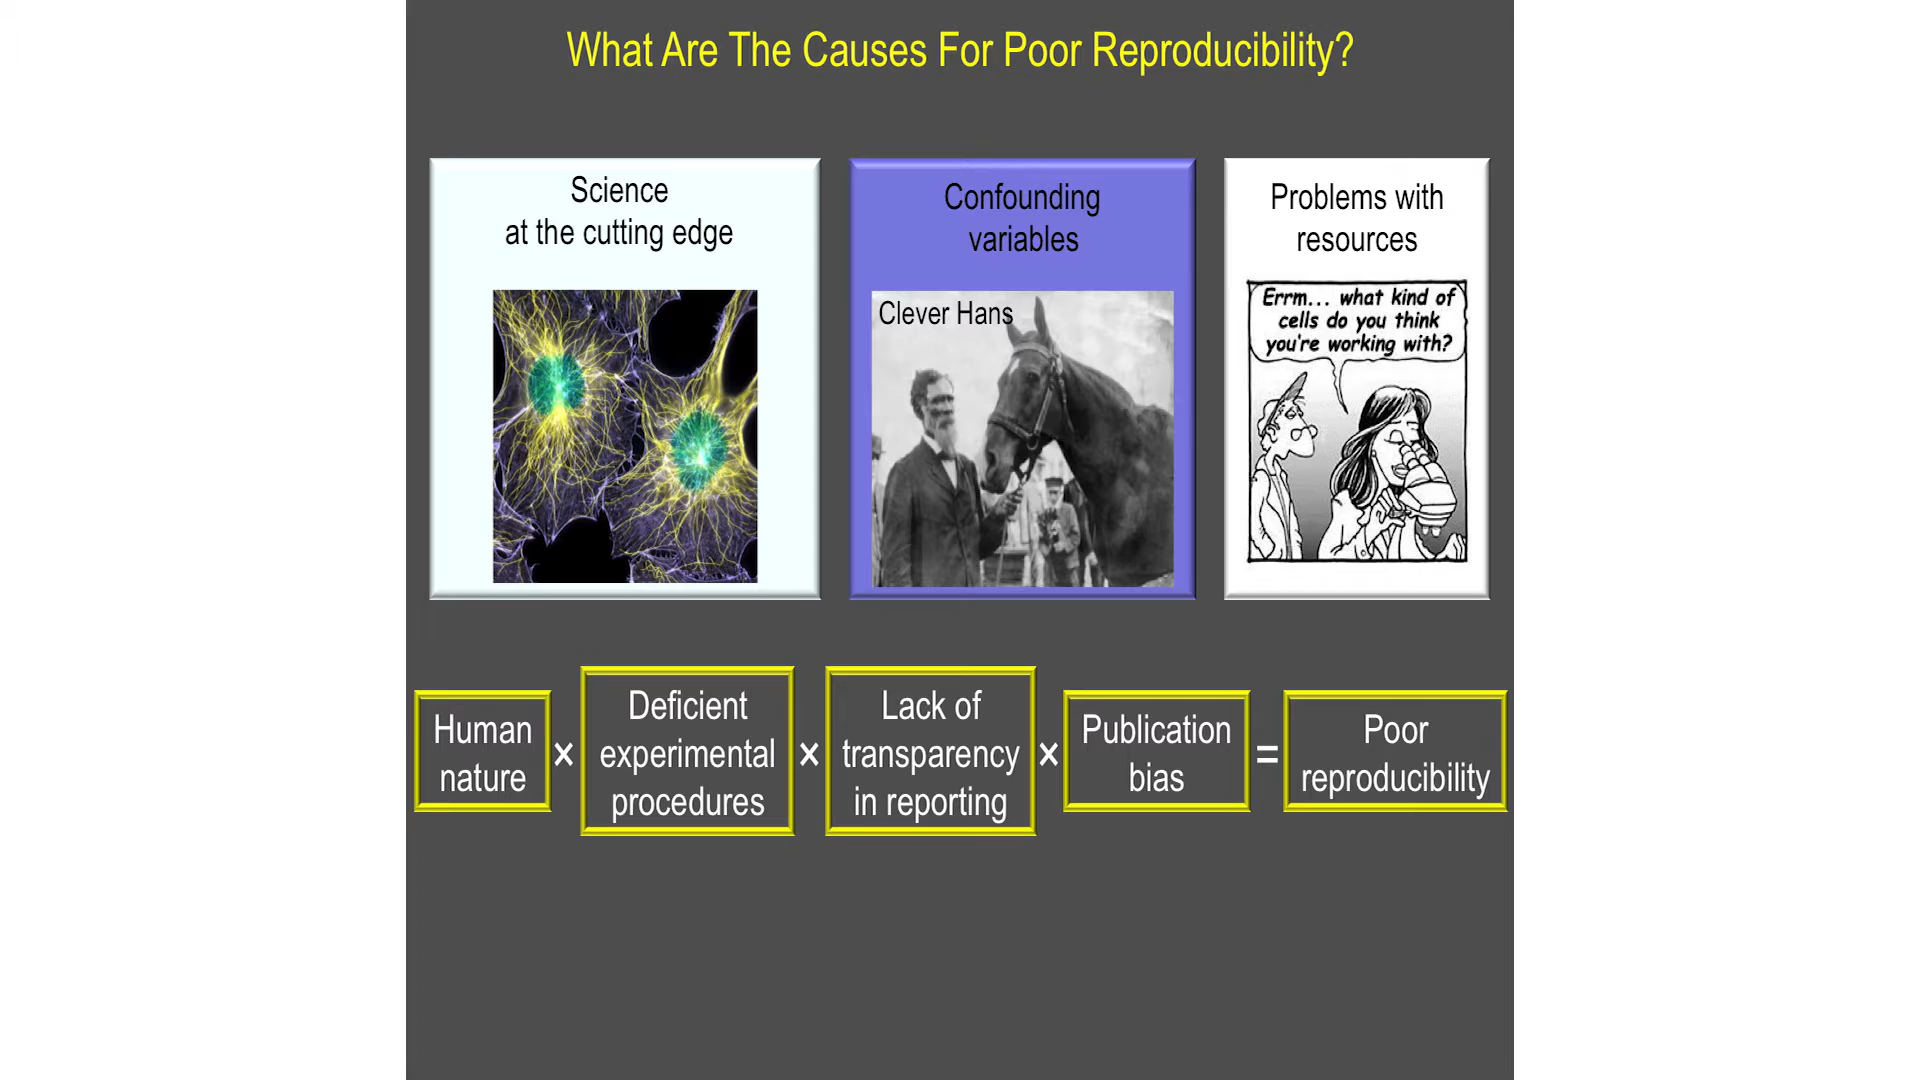 What Are The Causes For Poor Reproducibility?
Science
at the cutting edge
Confounding
variables
Clever Hans
Problems with
resources
Errm... what kind of
cells do you think
you're working with?
Human
nature
×
Deficient
experimental
procedures
×
Lack of
transparency
in reporting
×
Publication
bias
=
Poor
reproducibility